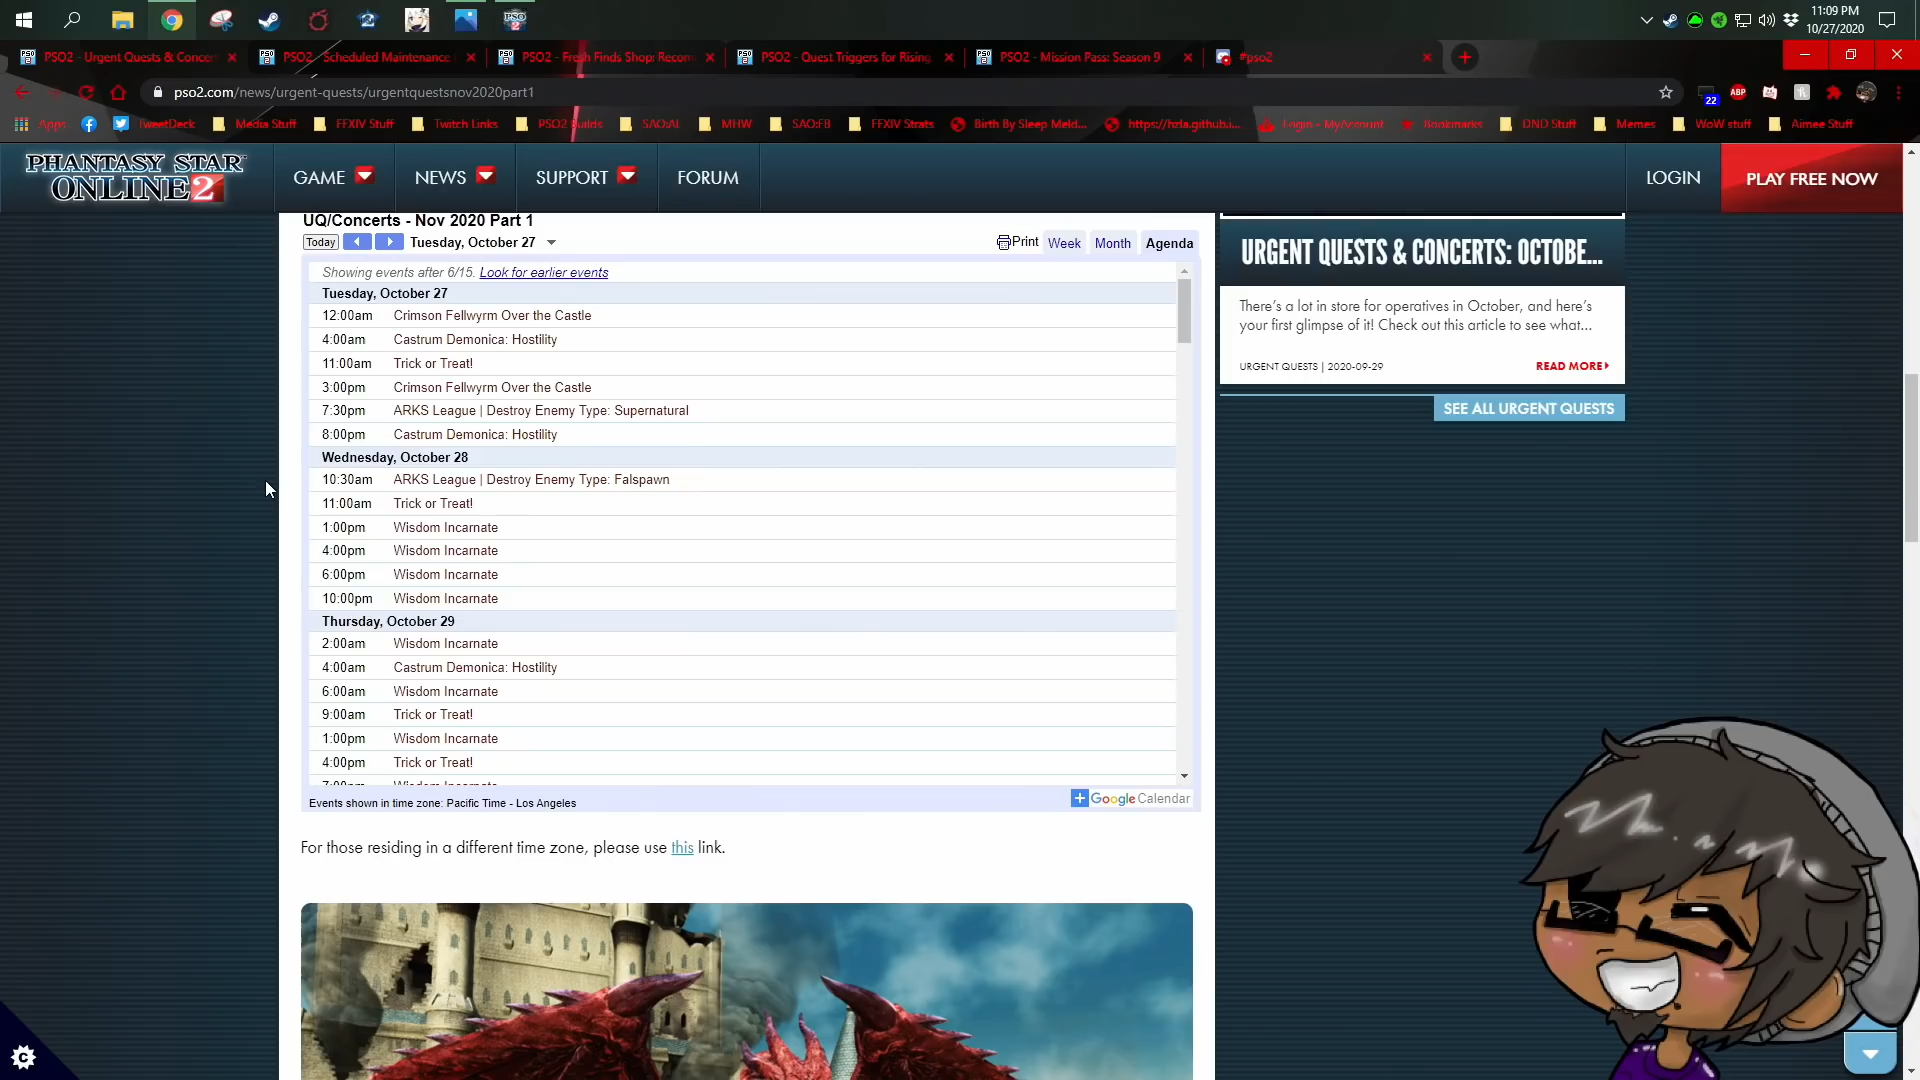 11:09 PM
10/27/2020
PSO2 - Urgent Quests & Concer
PSO2 - Scheduled Maintenance
PSO2 - Fresh Finds Shop: Recom
PSO2 - Quest Triggers for Rising
PSO2 - Mission Pass: Season 9
#pso2
pso2.com/news/urgent-quests/urgentquestsnov2020part1
22
ABP
Apps
TweetDeck
Media Stuff
FFXIV Stuff
Twitch Links
PSO2 Builds
SAO:AL
MHW
SAO:FB
FFXIV Strats
Birth By Sleep Meld...
https://hzla.github.i...
Login - MyAccount
Bookmarks
DND Stuff
Memes
WoW stuff
Aimee Stuff
PHANTASY STAR
ONLINE 2
GAME
NEWS
SUPPORT
FORUM
LOGIN
PLAY FREE NOW
UQ/Concerts - Nov 2020 Part 1
Today
Tuesday, October 27
Print
Week
Month
Agenda
Showing events after 6/15. Look for earlier events
Tuesday, October 27
12:00am Crimson Fellwyrm Over the Castle
4:00am Castrum Demonica: Hostility
11:00am Trick or Treat!
3:00pm Crimson Fellwyrm Over the Castle
7:30pm ARKS League | Destroy Enemy Type: Supernatural
8:00pm Castrum Demonica: Hostility
Wednesday, October 28
10:30am ARKS League | Destroy Enemy Type: Falspawn
11:00am Trick or Treat!
1:00pm Wisdom Incarnate
4:00pm Wisdom Incarnate
6:00pm Wisdom Incarnate
10:00pm Wisdom Incarnate
Thursday, October 29
2:00am Wisdom Incarnate
4:00am Castrum Demonica: Hostility
6:00am Wisdom Incarnate
9:00am Trick or Treat!
1:00pm Wisdom Incarnate
4:00pm Trick or Treat!
7:00pm Wisdom Incarnate
Events shown in time zone: Pacific Time - Los Angeles
Google Calendar
For those residing in a different time zone, please use this link.
URGENT QUESTS & CONCERTS: OCTOBE...
There's a lot in store for operatives in October, and here's
your first glimpse of it! Check out this article to see what...
URGENT QUESTS | 2020-09-29
READ MORE
SEE ALL URGENT QUESTS